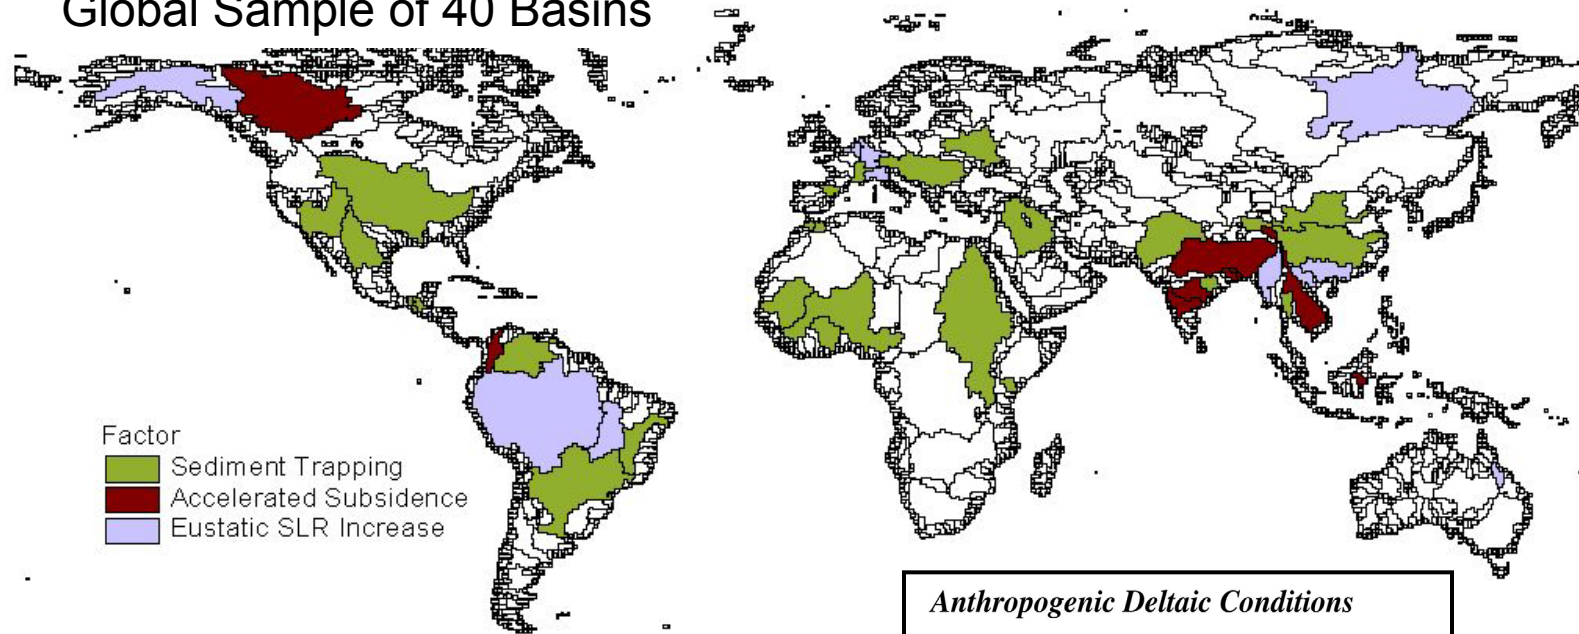 Global Sample of 40 Basins
Factor
Sediment Trapping
Accelerated Subsidence
Eustatic SLR Increase
Anthropogenic Deltaic Conditions